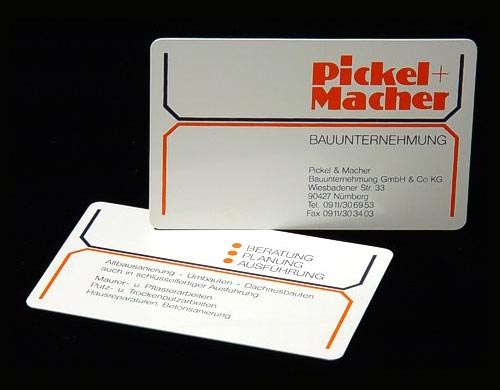 Pickel+
Macher
BAUUNTERNEHMUNG
Pickel & Macher
Bauunternehmung GmbH & Co KG
Wiesbadener Str. 33
90427 Nürnberg
Tel. 0911/306953
Fax 0911/303403
BERATUNG
PLANUNG
AUSFÜHRUNG
Altbausanierung - Umbauten - Dachausbauten
auch in schlüsselfertiger Ausführung
Maurer- u. Pflasterarbeiten
Putz- u. Trockenputzarbeiten
Hausreparaturen, Betonsanierung